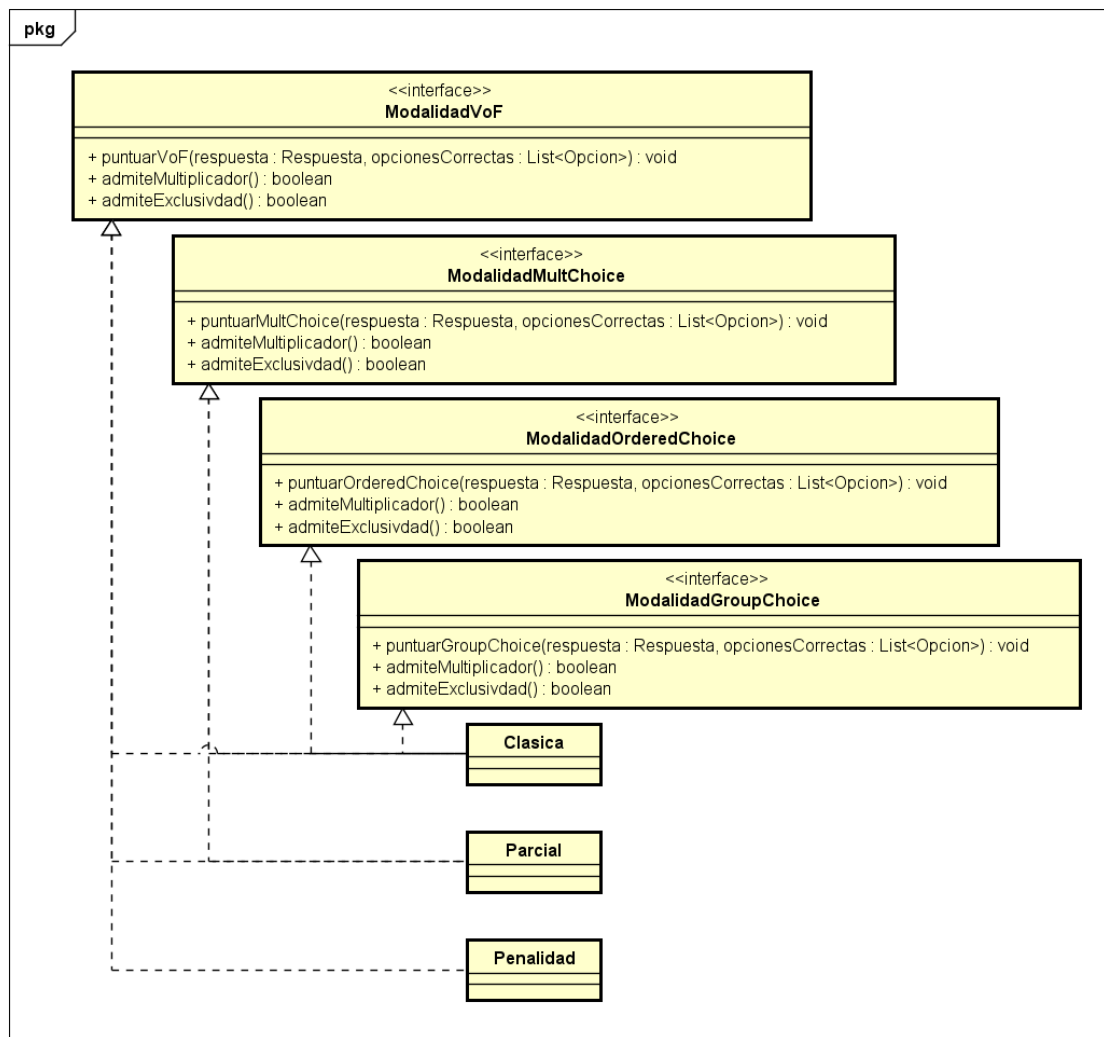 pkg
<<interface>>
ModalidadVoF
+ puntuarVoF(respuesta : Respuesta, opcionesCorrectas : List<Opcion>) : void
+ admiteMultiplicador() : boolean
+ admiteExclusivdad() : boolean
<<interface>>
ModalidadMultChoice
+ puntuarMultChoice(respuesta : Respuesta, opcionesCorrectas : List<Opcion>) : void
+ admiteMultiplicador() : boolean
+ admiteExclusivdad() : boolean
<<interface>>
ModalidadOrderedChoice
+ puntuarOrderedChoice(respuesta : Respuesta, opcionesCorrectas : List<Opcion>) : void
+ admiteMultiplicador() : boolean
+ admiteExclusivdad() : boolean
<<interface>>
ModalidadGroupChoice
+ puntuarGroupChoice(respuesta : Respuesta, opcionesCorrectas : List<Opcion>) : void
+ admiteMultiplicador() : boolean
+ admiteExclusivdad() : boolean
Clasica
Parcial
Penalidad